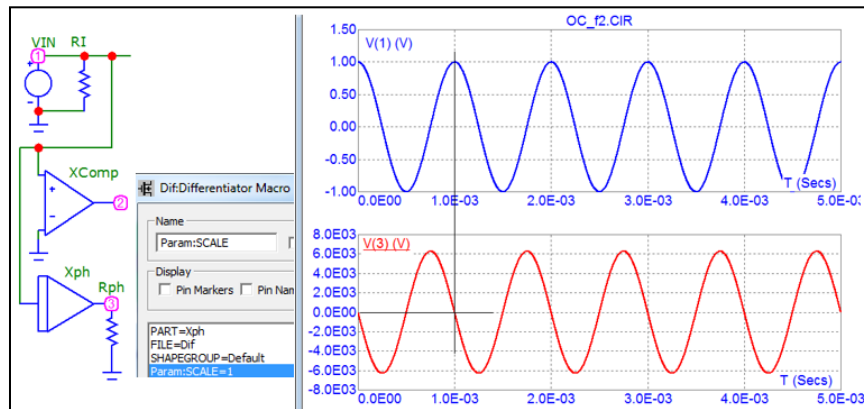 VIN RI
1
+
-
XComp
+
-
2
Xph
Rph
3
Dif:Differentiator Macro
Name
Param:SCALE
Display
Pin Markers Pin Nam
PART=Xph
FILE=Dif
SHAPEGROUP=Default
Param:SCALE=1
OC_f2.CIR
1.50
V(1) (V)
1.00
0.50
0.00
-0.50
-1.00
T (Secs)
0.0E00 1.0E-03 2.0E-03 3.0E-03 4.0E-03 5.0E-03
8.0E03
V(3) (V)
6.0E03
4.0E03
2.0E03
0.0E00
-2.0E03
-4.0E03
-6.0E03
-8.0E03
T (Secs)
0.0E00 1.0E-03 2.0E-03 3.0E-03 4.0E-03 5.0E-03